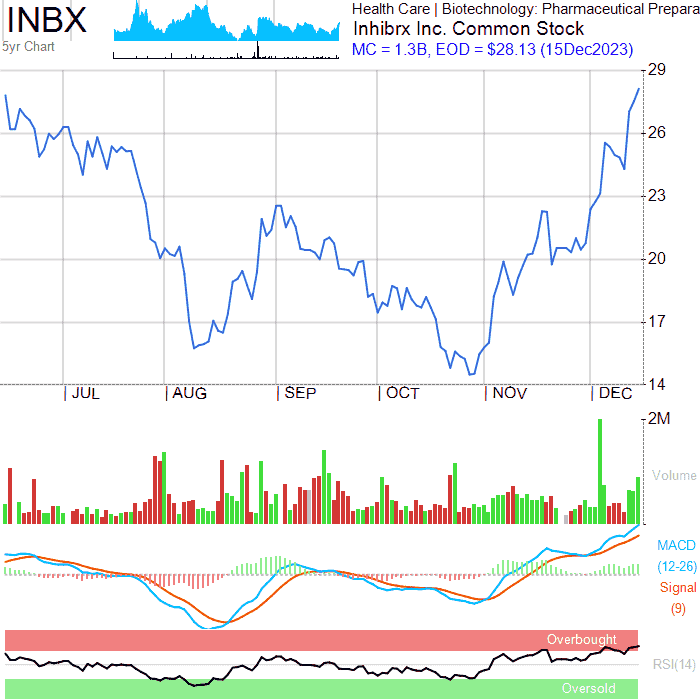 INBX
5yr Chart
Health Care | Biotechnology: Pharmaceutical Prepara
Inhibrx Inc. Common Stock
MC = 1.3B, EOD = $28.13 (15Dec2023)
29
26
23
20
17
14
JUL AUG SEP OCT NOV DEC
2M
Volume
MACD
(12-26)
Signal
(9)
Overbought
RSI(14)
Oversold